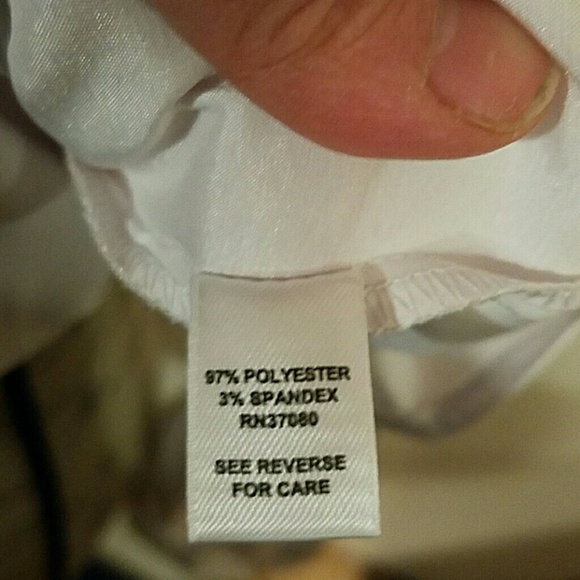 97% POLYESTER
3% SPANDEX
RN37080
SEE REVERSE
FOR CARE